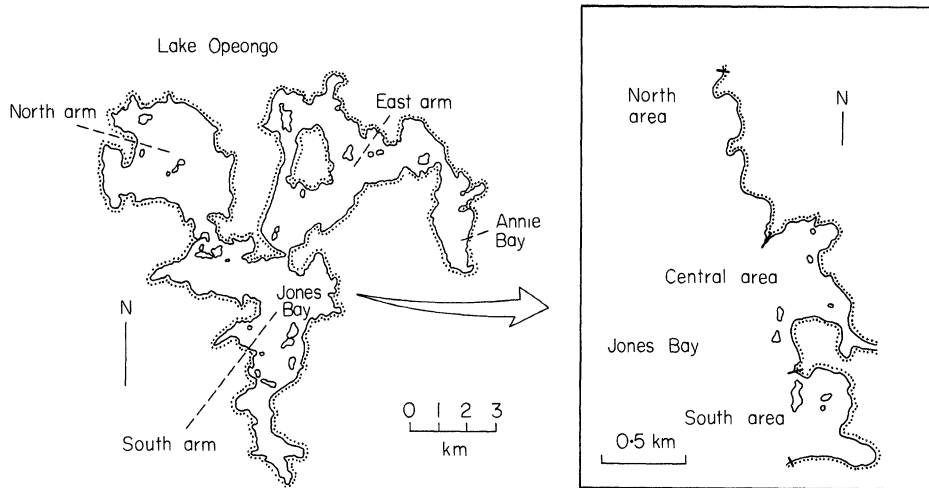 Lake Opeongo
North arm
East arm
Annie
Bay
Jones
Bay
N
South arm
0 1 2 3
km
North
area
N
Central area
Jones Bay
South area
0·5 km